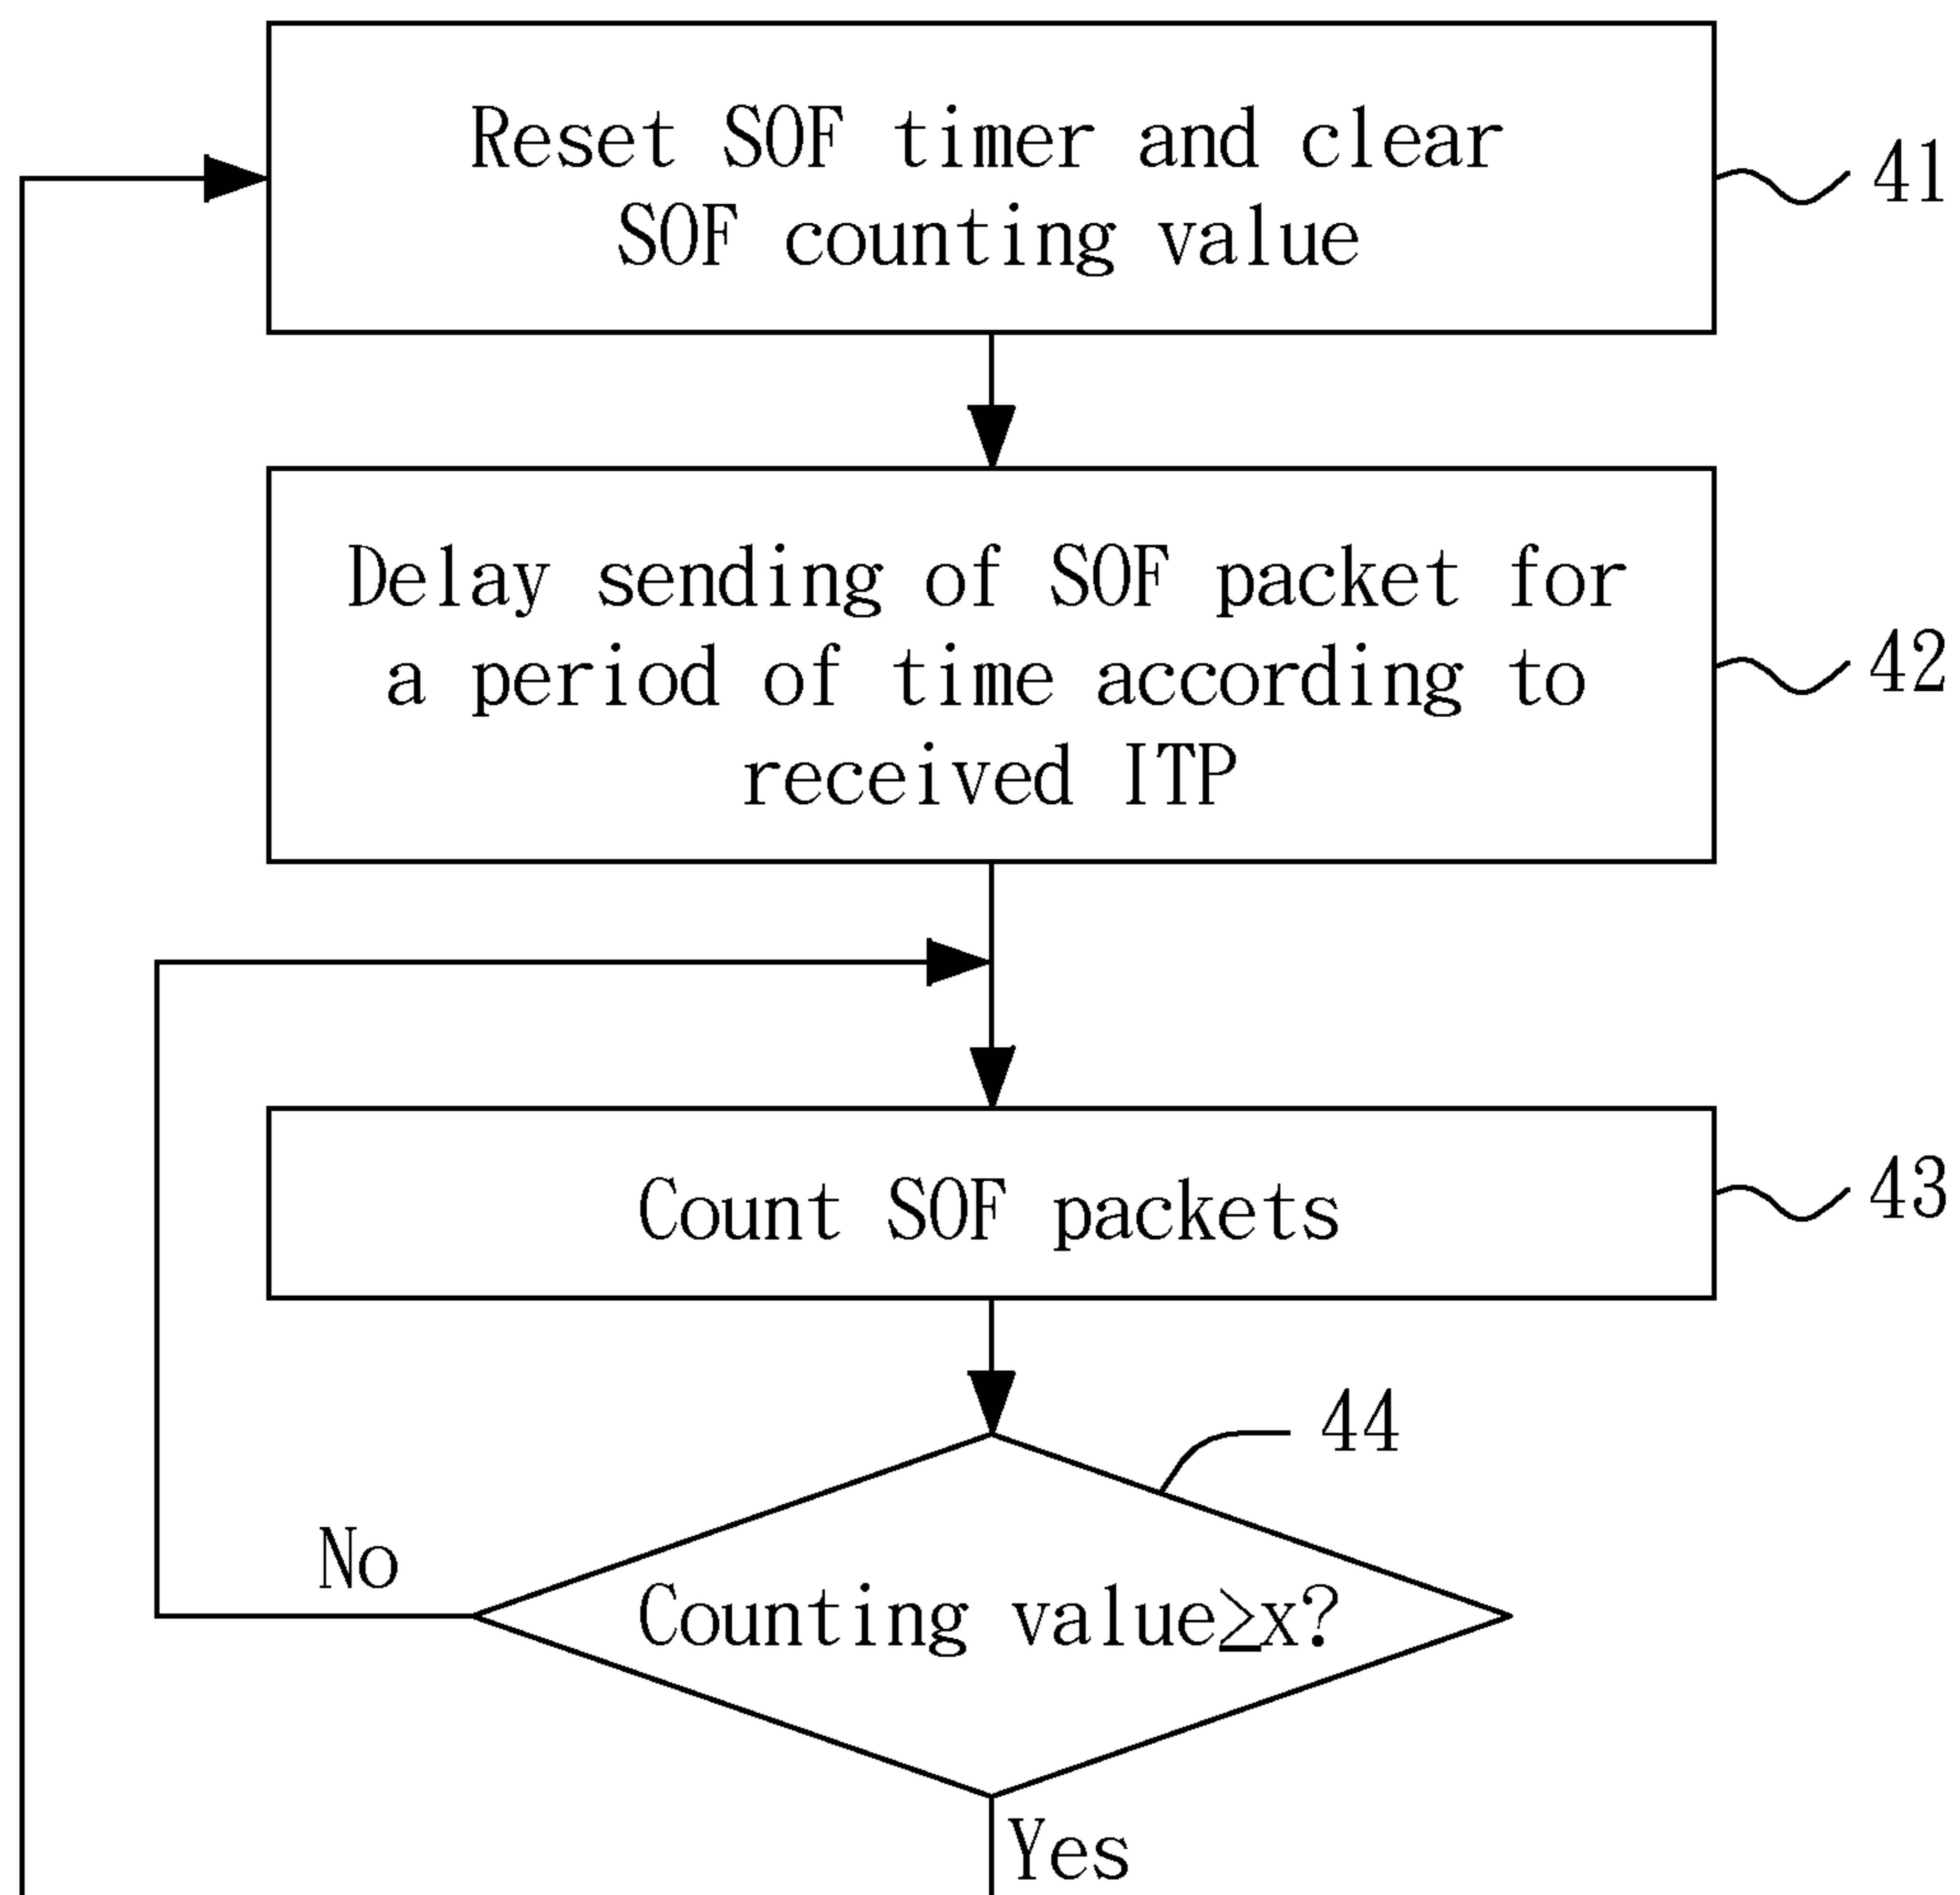 Reset SOF timer and clear
SOF counting value
41
Delay sending of SOF packet for
a period of time according to
received ITP
42
Count SOF packets
43
44
No
Counting value≥x?
Yes